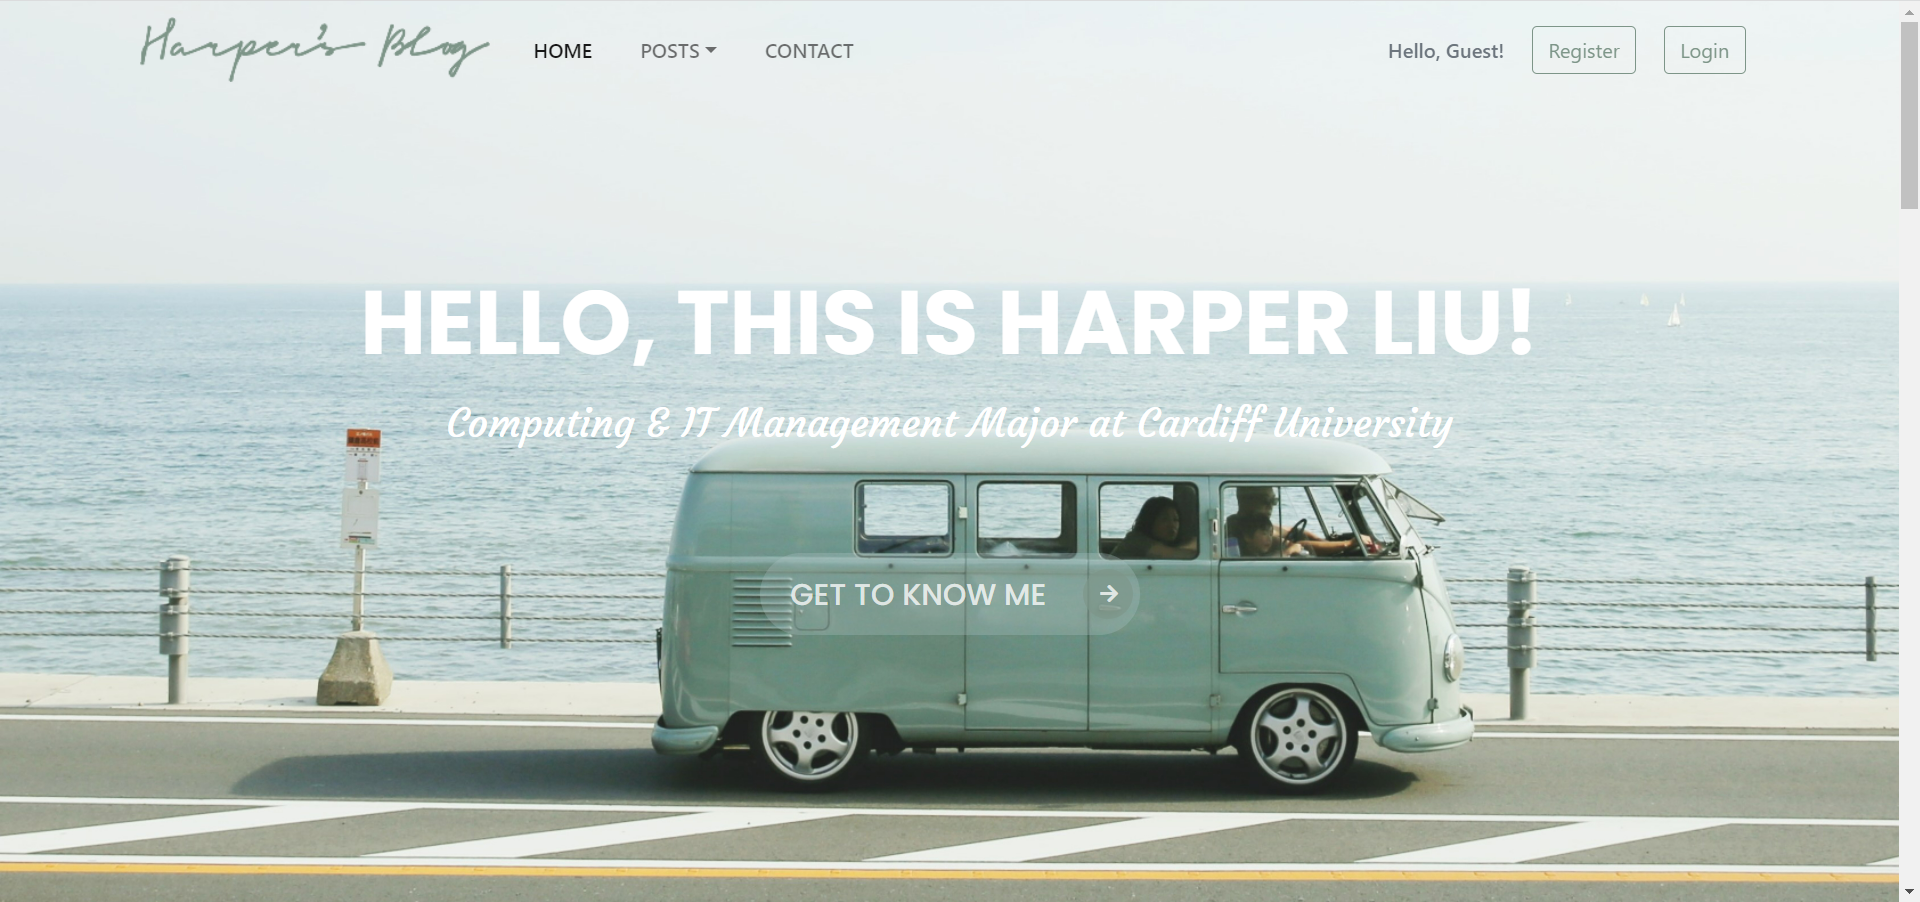 Harper's Blog
HOME POSTS CONTACT
Hello, Guest! Register Login
HELLO, THIS IS HARPER LIU!
Computing & IT Management Major at Cardiff University
GET TO KNOW ME